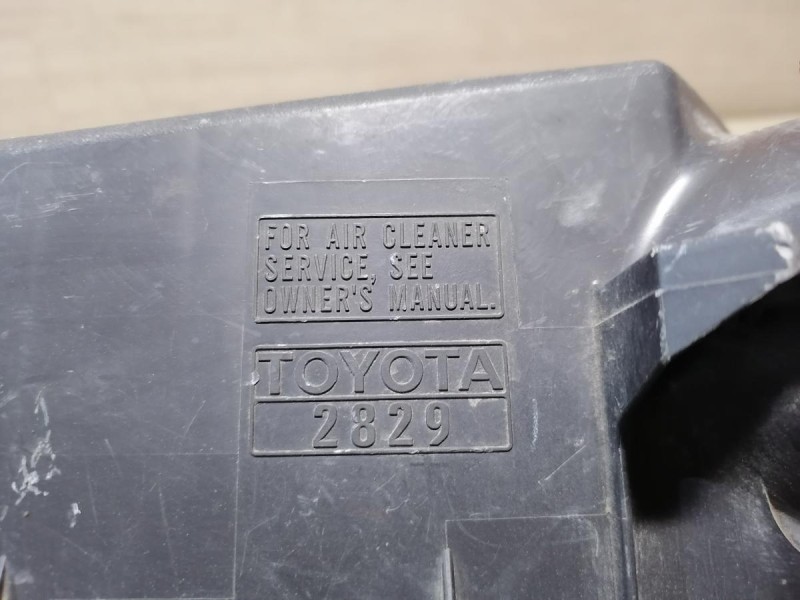 FOR AIR CLEANER
SERVICE, SEE
OWNER'S MANUAL.
TOYOTA
2829